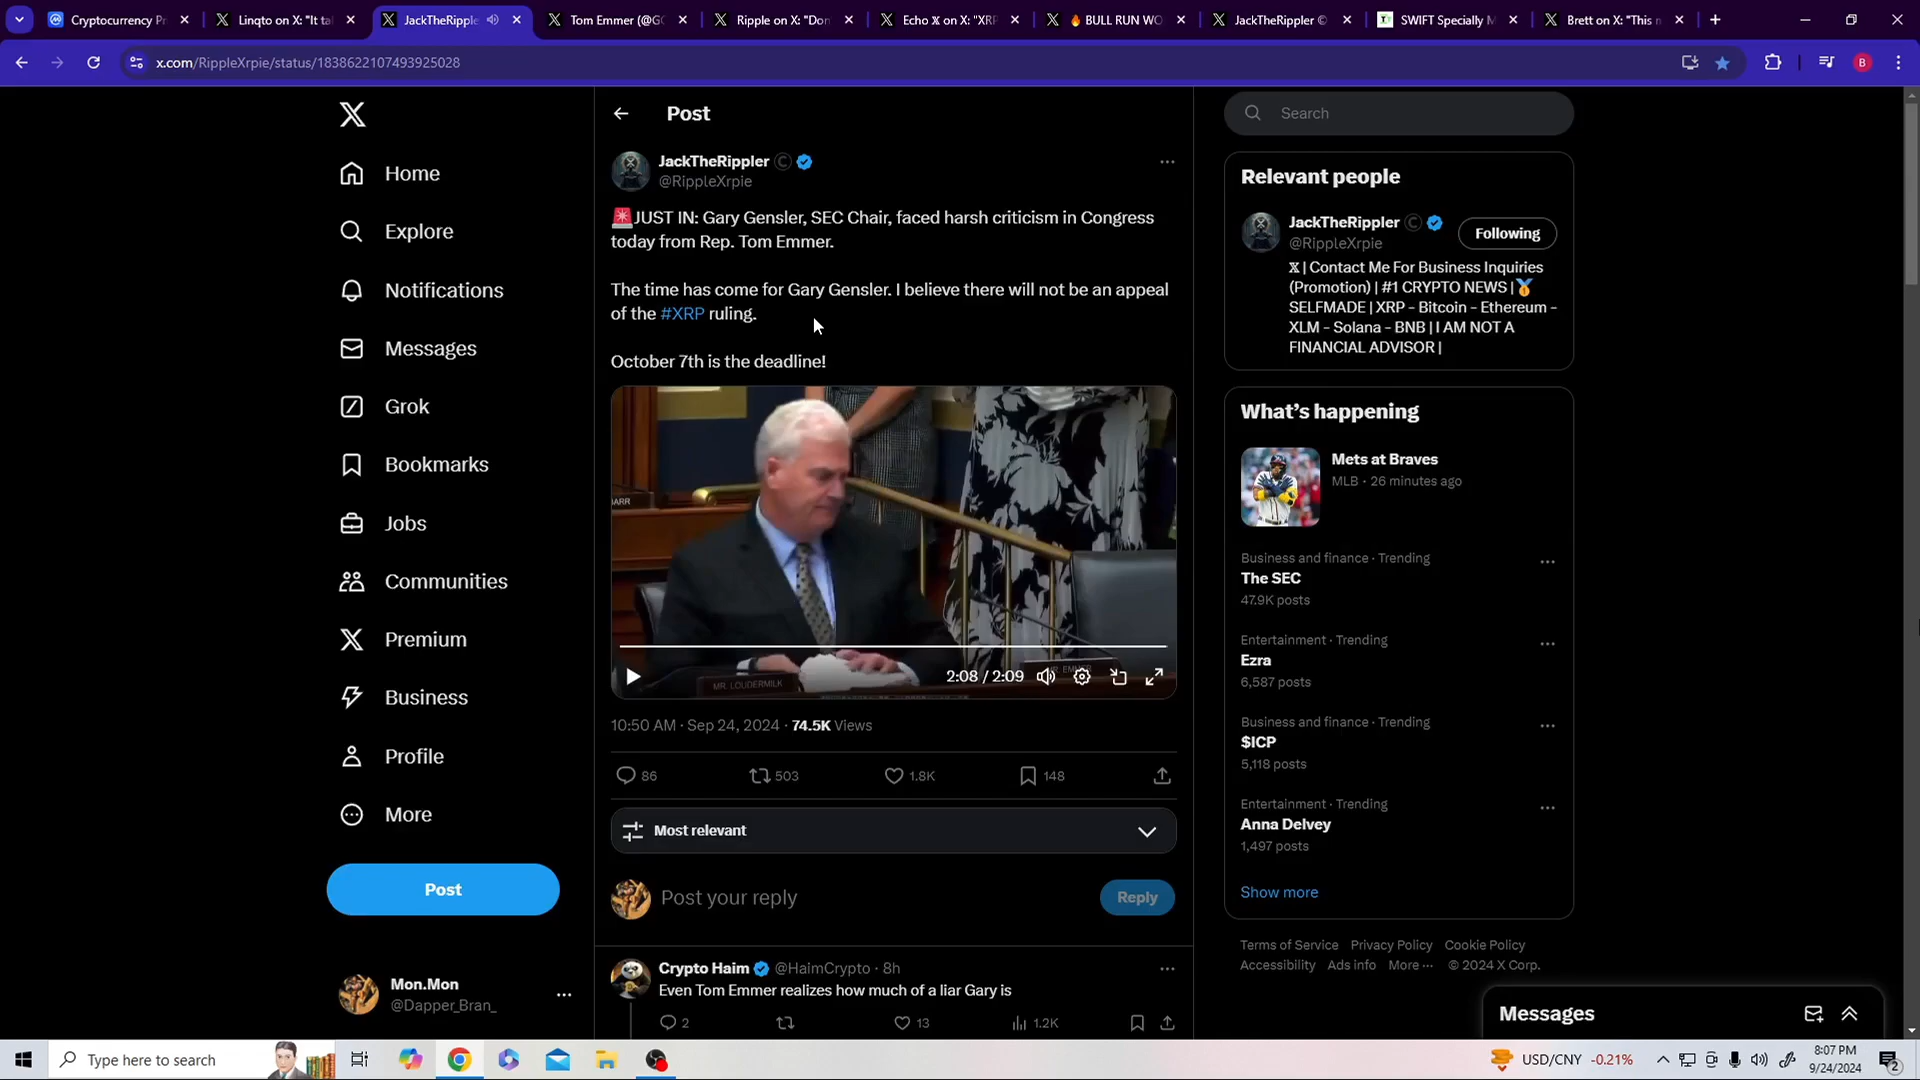 Cryptocurrency Pr
Linqto on X: "It tal
JackTheRipple
Tom Emmer (@GO
Ripple on X: "Don'
Echo X on X: "XRP
BULL RUN WO
JackTheRippler ©
SWIFT Specially M
Brett on X: "This n
x.com/RippleXrpie/status/1838622107493925028
B
Home
Explore
Notifications
Messages
Grok
Bookmarks
Jobs
Communities
Premium
Business
Profile
More
Post
Mon.Mon
@Dapper_Bran_
Post
JackTheRippler ©
@RippleXrpie
🚨JUST IN: Gary Gensler, SEC Chair, faced harsh criticism in Congress
today from Rep. Tom Emmer.
The time has come for Gary Gensler. I believe there will not be an appeal
of the #XRP ruling.
October 7th is the deadline!
ARR
MR. LOUDERMILK
MR. EMMER
2:08 / 2:09
10:50 AM · Sep 24, 2024 · 74.5K Views
86
503
1.8K
148
Most relevant
Post your reply
Reply
Crypto Haim @HaimCrypto · 8h
Even Tom Emmer realizes how much of a liar Gary is
2
13
1.2K
Search
Relevant people
JackTheRippler ©
@RippleXrpie
Following
𝕏 | Contact Me For Business Inquiries
(Promotion) | #1 CRYPTO NEWS |🥇
SELFMADE | XRP - Bitcoin - Ethereum -
XLM - Solana - BNB | I AM NOT A
FINANCIAL ADVISOR |
What's happening
Mets at Braves
MLB · 26 minutes ago
Business and finance · Trending
The SEC
47.9K posts
Entertainment · Trending
Ezra
6,587 posts
Business and finance · Trending
$ICP
5,118 posts
Entertainment · Trending
Anna Delvey
1,497 posts
Show more
Terms of Service Privacy Policy Cookie Policy
Accessibility Ads info More ··· © 2024 X Corp.
Messages
Type here to search
USD/CNY -0.21%
8:07 PM
9/24/2024
2